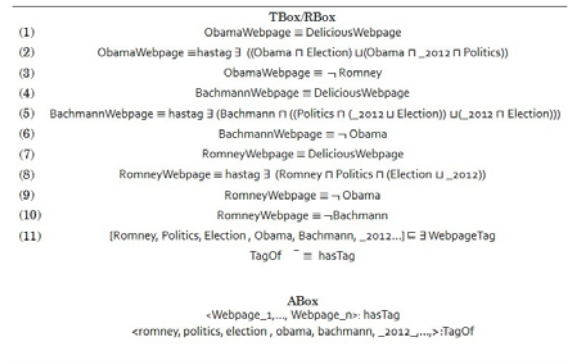 TBox/RBox
(1) ObamaWebpage ≡ DeliciousWebpage
(2) ObamaWebpage ≡hastag ∃ ((Obama ⊓ Election) ⊔(Obama ⊓ _2012 ⊓ Politics))
(3) ObamaWebpage ≡ ¬ Romney
(4) BachmannWebpage ≡ DeliciousWebpage
(5) BachmannWebpage ≡ hastag ∃ (Bachmann ⊓ ((Politics ⊓ (_2012 ⊔ Election)) ⊔(_2012 ⊓ Election)))
(6) BachmannWebpage ≡ ¬ Obama
(7) RomneyWebpage ≡ DeliciousWebpage
(8) RomneyWebpage ≡ hastag ∃ (Romney ⊓ Politics ⊓ (Election ⊔ _2012))
(9) RomneyWebpage ≡ ¬ Obama
(10) RomneyWebpage ≡ ¬Bachmann
(11) [Romney, Politics, Election , Obama, Bachmann, _2012...] ⊑ ∃ WebpageTag
TagOf ⁻ ≡ hasTag
ABox
<Webpage_1,..., Webpage_n>: hasTag
<romney, politics, election , obama, bachmann, _2012_,...,>:TagOf